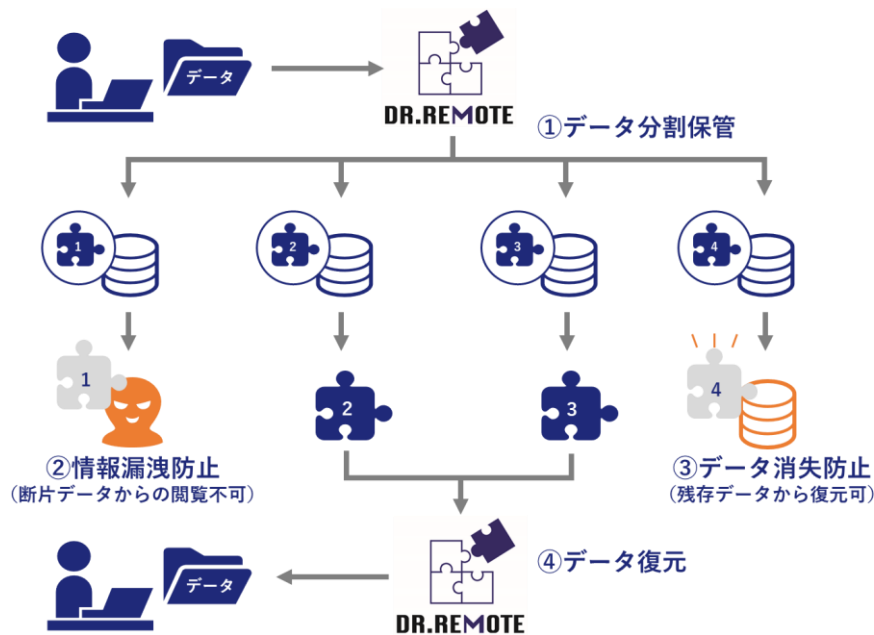 データ
DR.REMOTE
①データ分割保管
1
2
3
4
1
2
3
4
②情報漏洩防止
(断片データからの閲覧不可)
③データ消失防止
(残存データから復元可)
データ
④データ復元
DR.REMOTE